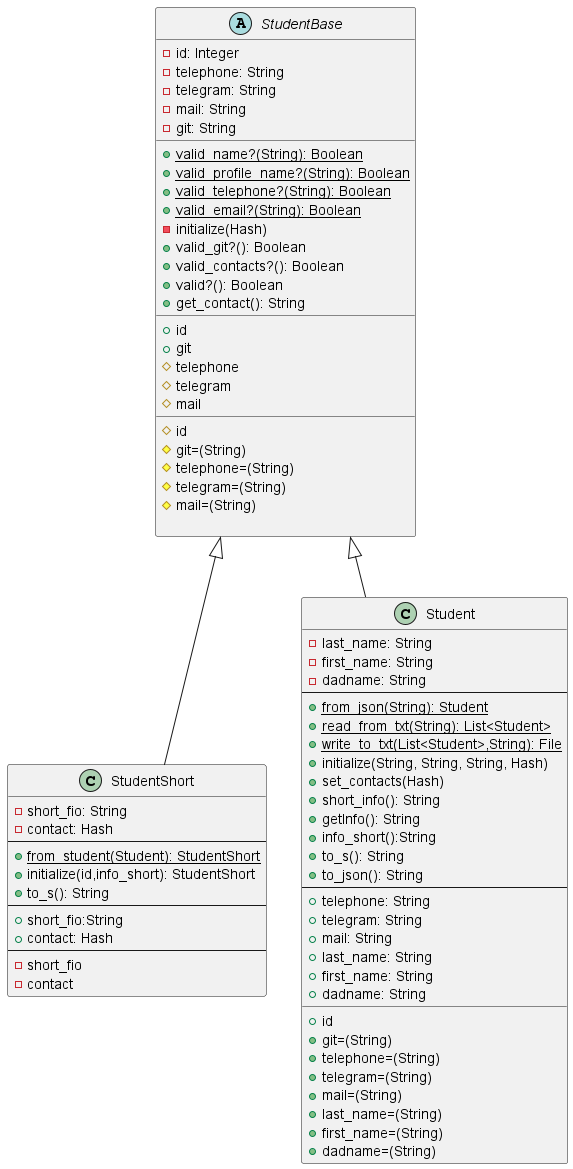 A StudentBase
id: Integer
telephone: String
telegram: String
mail: String
git: String
valid_name?(String): Boolean
valid_profile_name?(String): Boolean
valid_telephone?(String): Boolean
valid_email?(String): Boolean
initialize(Hash)
valid_git?(): Boolean
valid_contacts?(): Boolean
valid?(): Boolean
get_contact(): String
id
git
telephone
telegram
mail
id
git=(String)
telephone=(String)
telegram=(String)
mail=(String)
C StudentShort
short_fio: String
contact: Hash
from_student(Student): StudentShort
initialize(id,info_short): StudentShort
to_s(): String
short_fio:String
contact: Hash
short_fio
contact
C Student
last_name: String
first_name: String
dadname: String
from_json(String): Student
read_from_txt(String): List<Student>
write_to_txt(List<Student>,String): File
initialize(String, String, String, Hash)
set_contacts(Hash)
short_info(): String
getInfo(): String
info_short():String
to_s(): String
to_json(): String
telephone: String
telegram: String
mail: String
last_name: String
first_name: String
dadname: String
id
git=(String)
telephone=(String)
telegram=(String)
mail=(String)
last_name=(String)
first_name=(String)
dadname=(String)